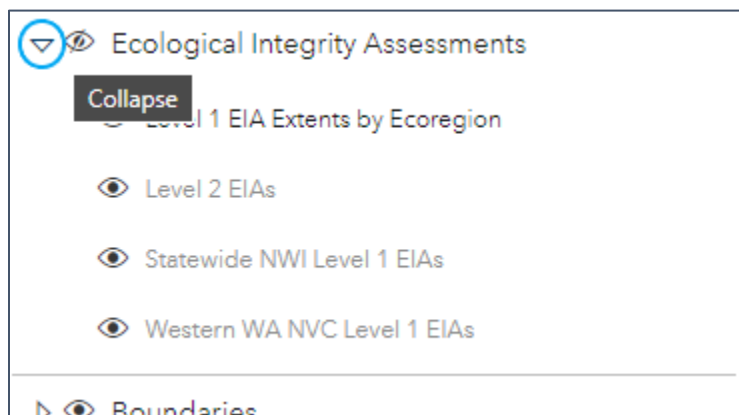 Ecological Integrity Assessments
Collapse
Level 1 EIA Extents by Ecoregion
Level 2 EIAs
Statewide NWI Level 1 EIAs
Western WA NVC Level 1 EIAs
Boundaries